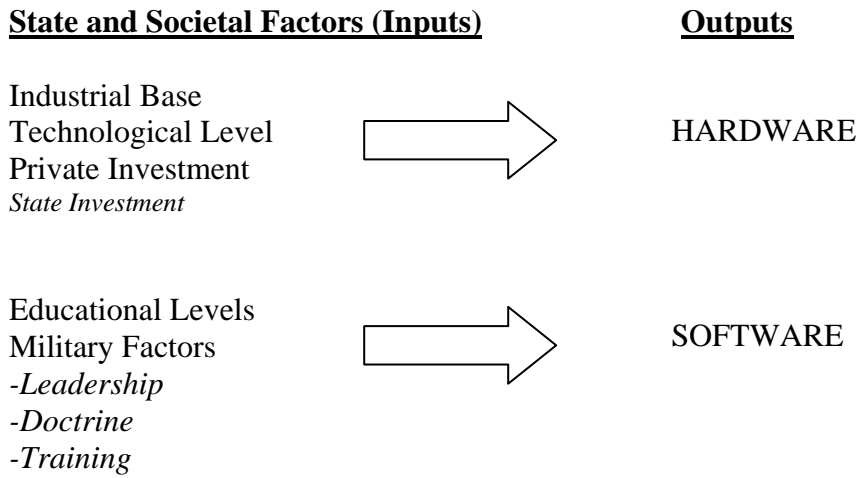 State and Societal Factors (Inputs) Outputs
Industrial Base
Technological Level
Private Investment
State Investment
HARDWARE
Educational Levels
Military Factors
-Leadership
-Doctrine
-Training
SOFTWARE